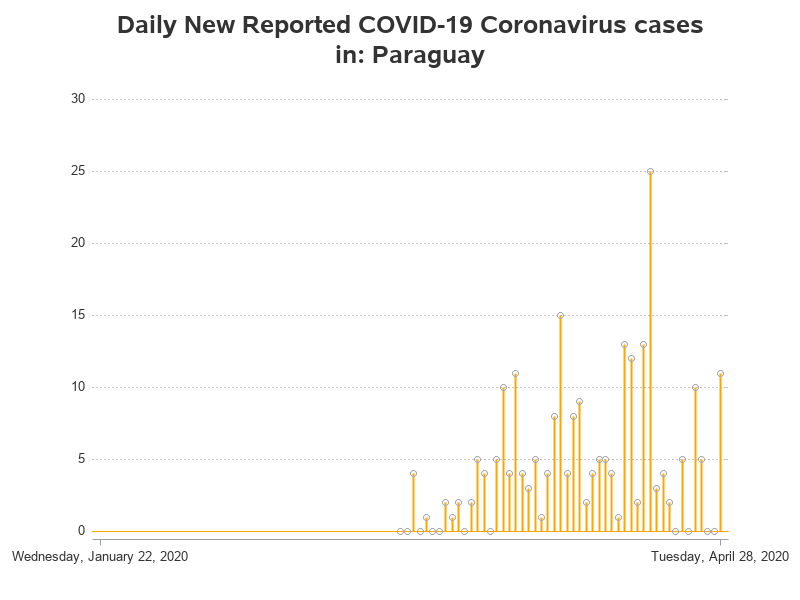 Daily New Reported COVID-19 Coronavirus cases
in: Paraguay
30
25
20
15
10
5
0
Wednesday, January 22, 2020
Tuesday, April 28, 2020